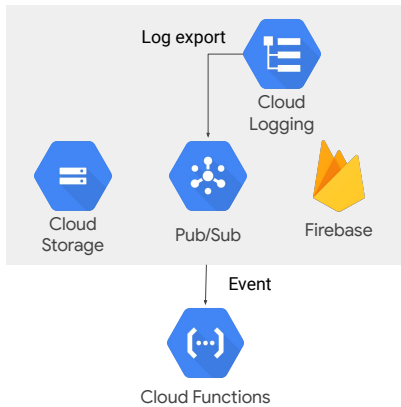 Log export
Cloud
Logging
Cloud
Storage
Pub/Sub
Firebase
Event
Cloud Functions